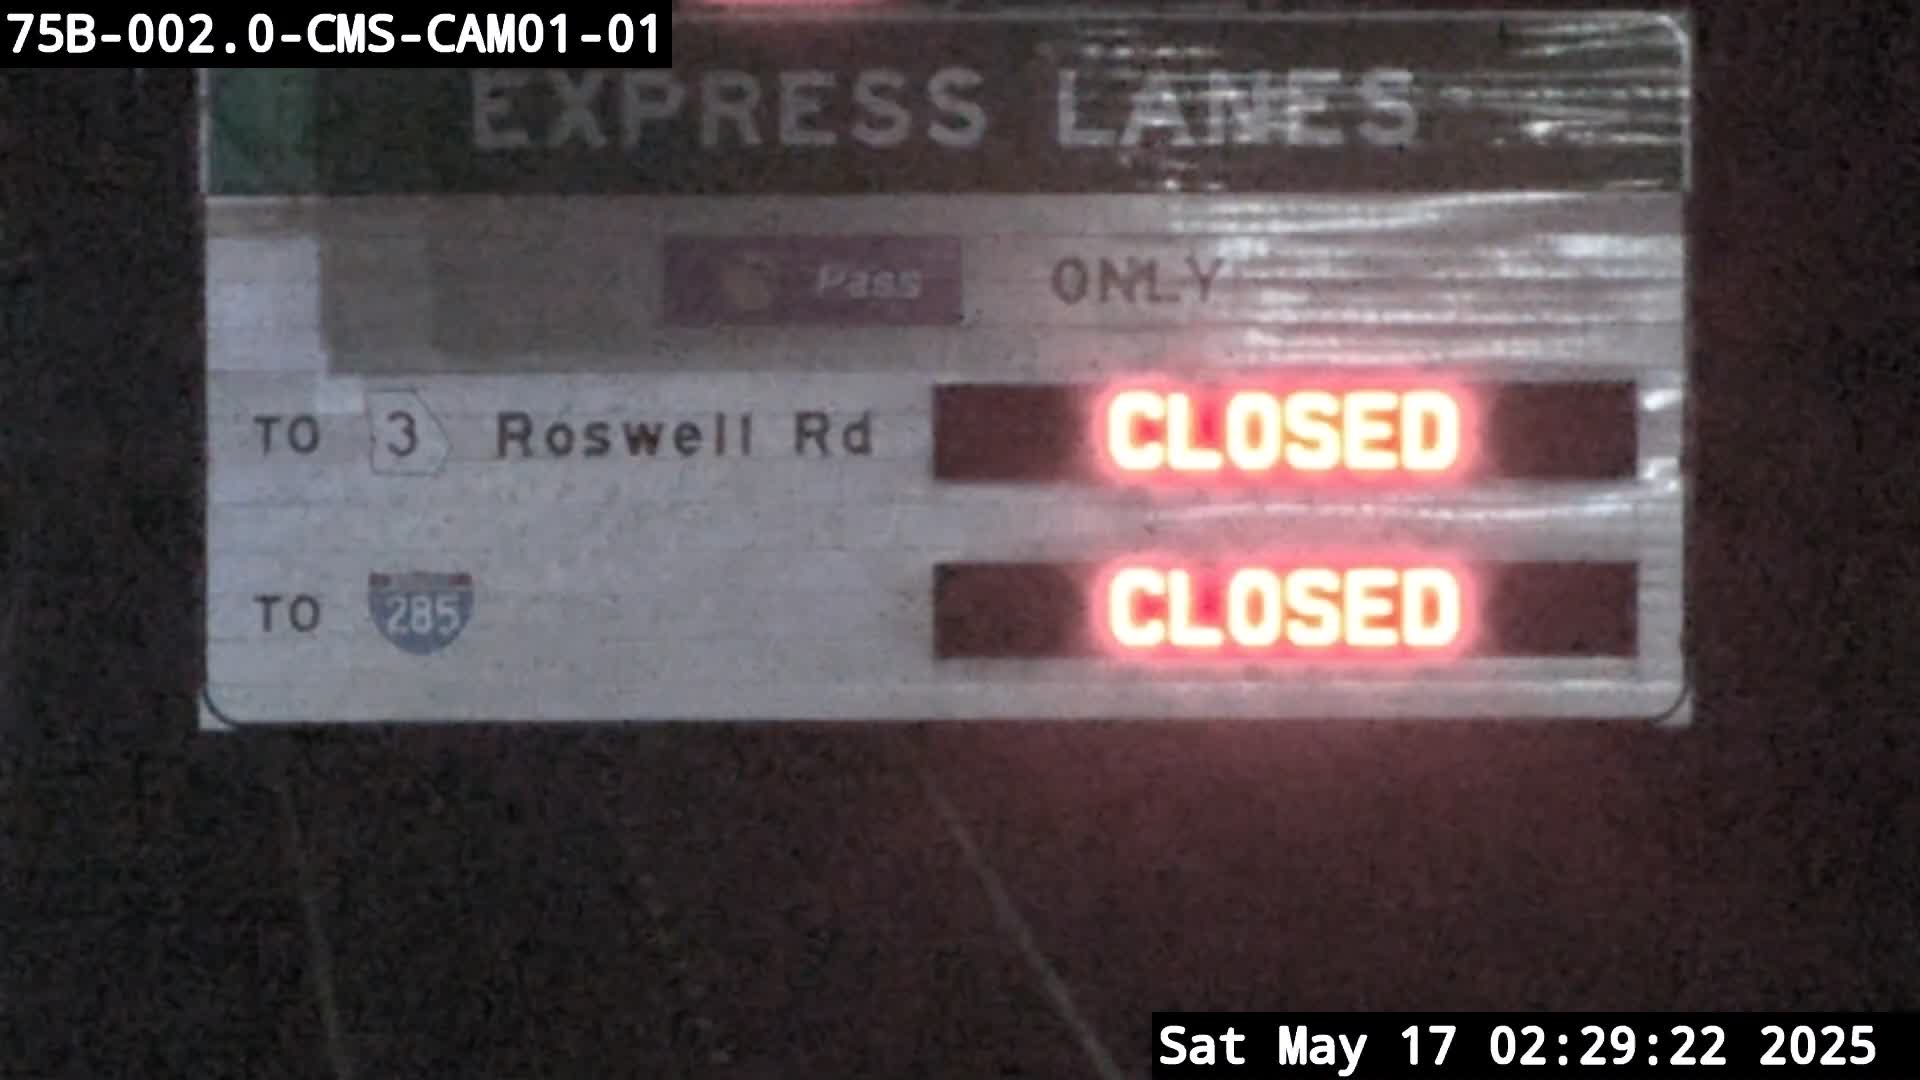 75B-002.0-CMS-CAM01-01
EXPRESS LANES
Pass ONLY
TO 3 Roswell Rd CLOSED
TO 285 CLOSED
Sat May 17 02:29:22 2025